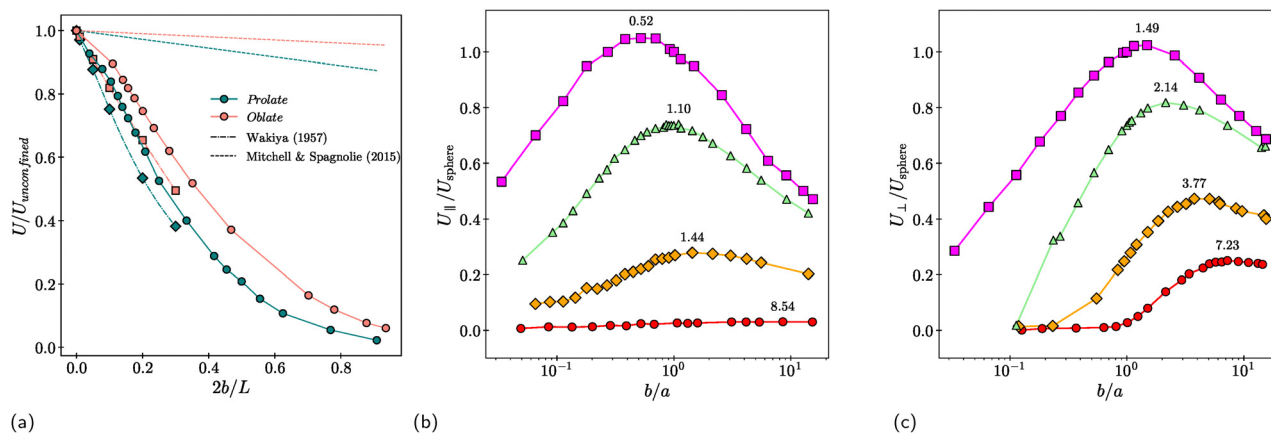 U/U_unconfined
1.0
0.8
0.6
0.4
0.2
0.0
0.0
0.2
0.4
0.6
0.8
2b/L
Prolate
Oblate
Wakiya (1957)
Mitchell & Spagnolie (2015)
(a)
U_∥/U_sphere
1.0
0.8
0.6
0.4
0.2
0.0
0.52
1.10
1.44
8.54
10^−1
10^0
10^1
b/a
(b)
U_⊥/U_sphere
1.0
0.8
0.6
0.4
0.2
0.0
1.49
2.14
3.77
7.23
10^−1
10^0
10^1
b/a
(c)